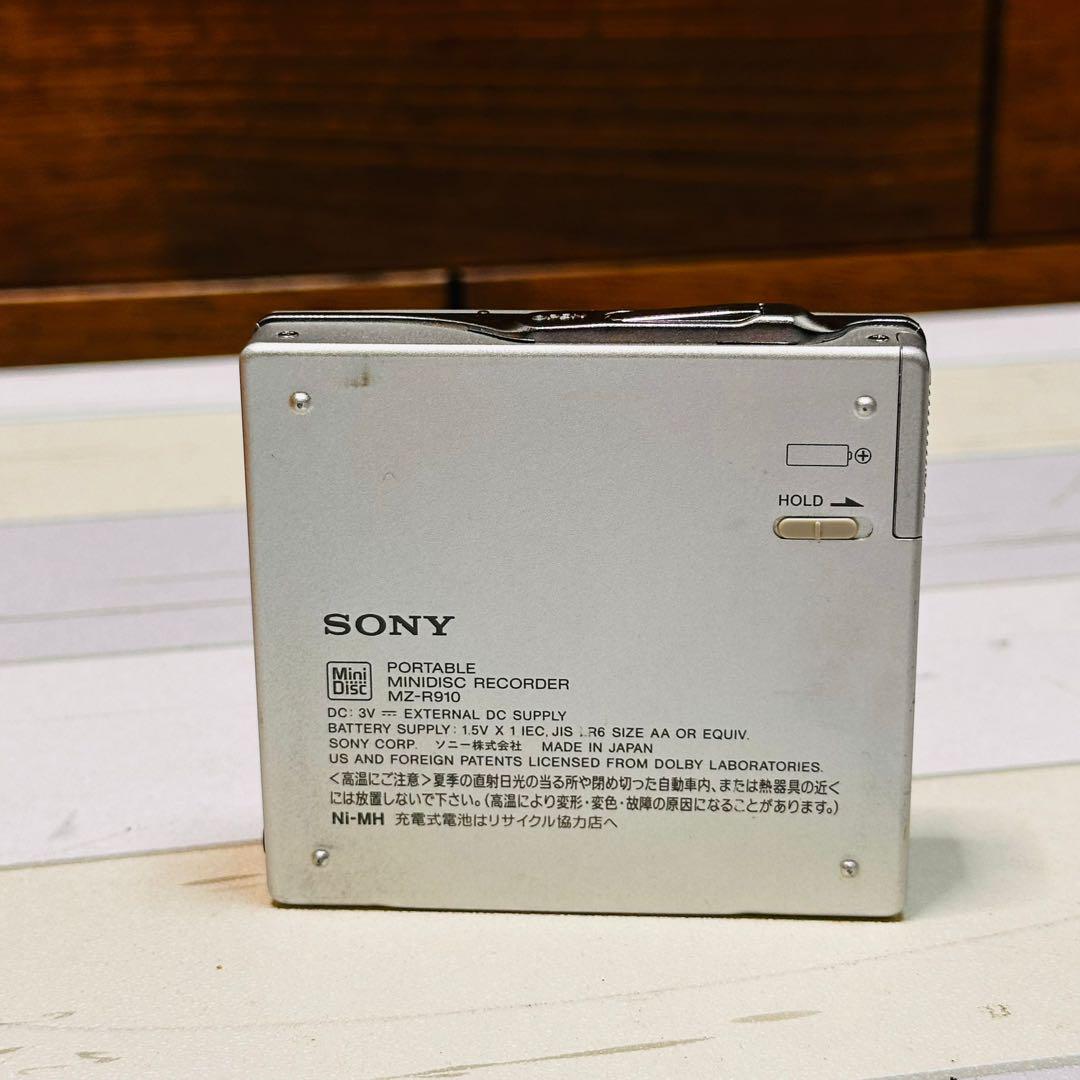 OPEN
HOLD
SONY
Mini Disc
PORTABLE
MINIDISC RECORDER
MZ-R910
DC: 3V ⎓ EXTERNAL DC SUPPLY
BATTERY SUPPLY: 1.5V X 1 IEC, JIS R6 SIZE AA OR EQUIV.
SONY CORP. ソニー株式会社 MADE IN JAPAN
US AND FOREIGN PATENTS LICENSED FROM DOLBY LABORATORIES.
<高温にご注意>夏季の直射日光の当る所や閉め切った自動車内、または熱器具の近く
には放置しないで下さい。(高温により変形・変色・故障の原因になることがあります。)
Ni-MH 充電式電池はリサイクル協力店へ